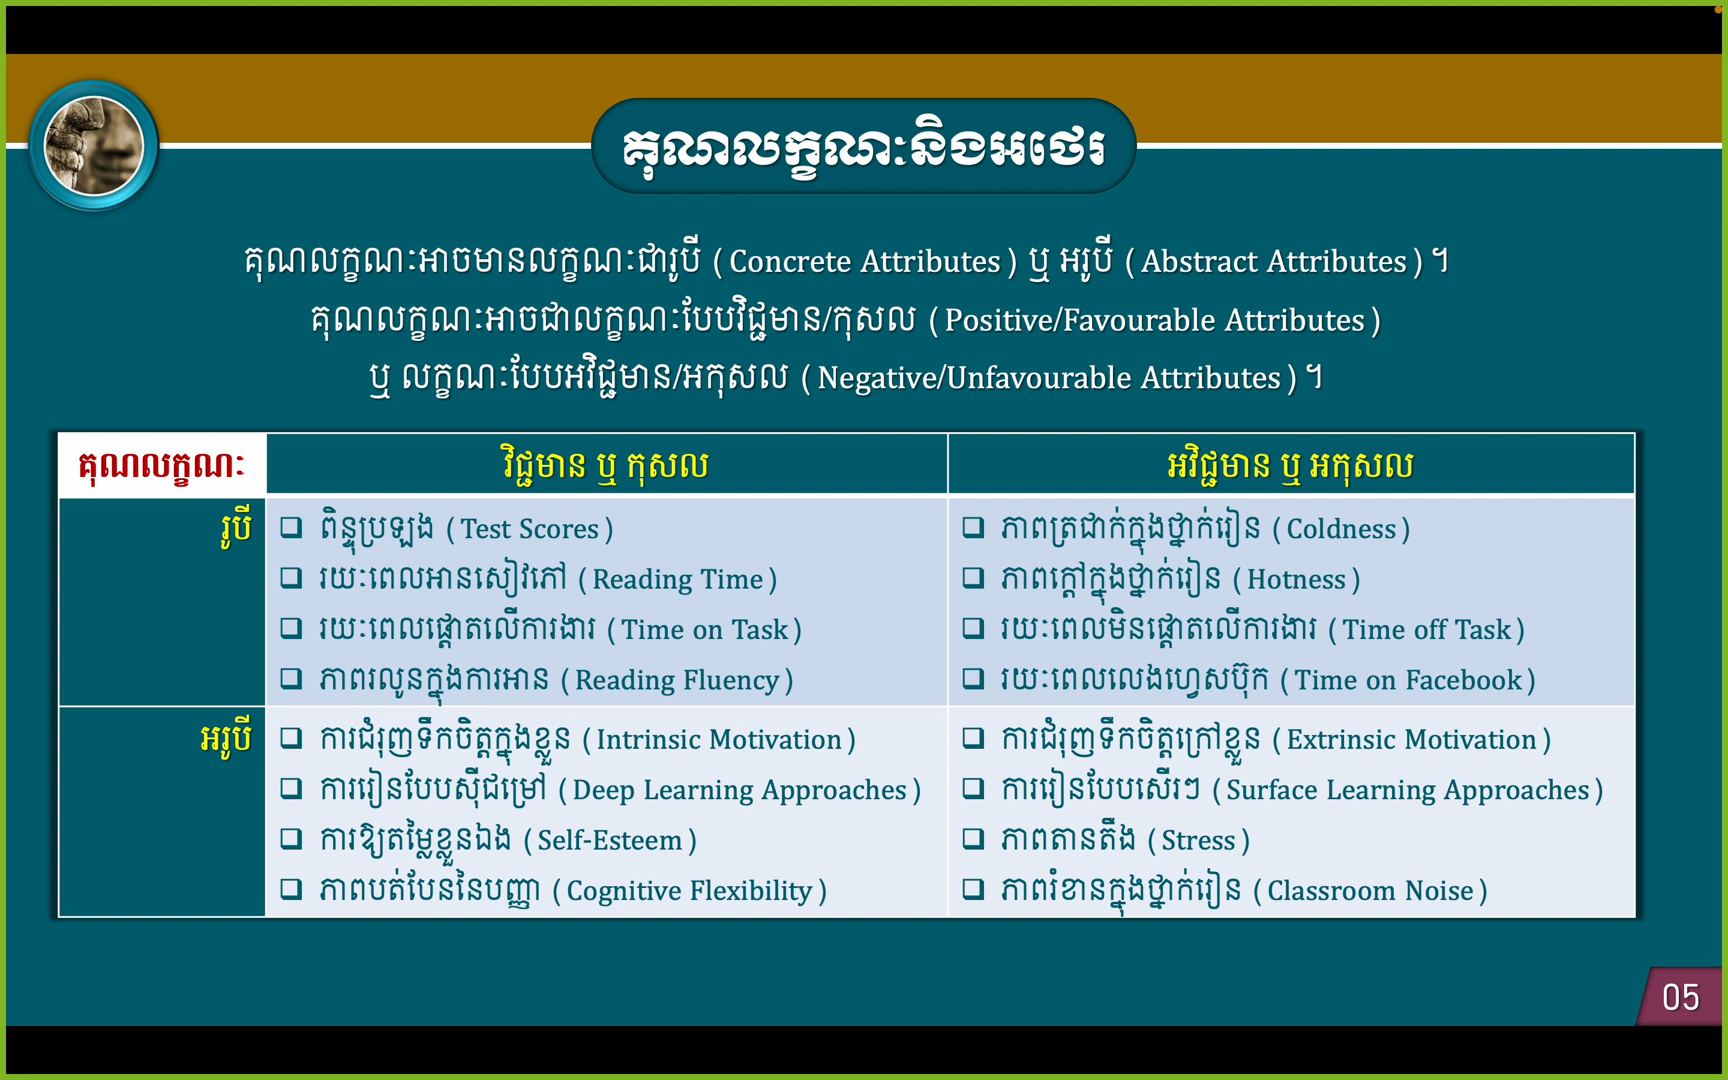 គុណលក្ខណៈនិងអថេរ
គុណលក្ខណៈអាចមានលក្ខណៈជារូបី (Concrete Attributes) ឬ អរូបី (Abstract Attributes)។
គុណលក្ខណៈអាចជាលក្ខណៈបែបវិជ្ជមាន/កុសល (Positive/Favourable Attributes)
ឬ លក្ខណៈបែបអវិជ្ជមាន/អកុសល (Negative/Unfavourable Attributes)។
គុណលក្ខណៈ វិជ្ជមាន ឬ កុសល អវិជ្ជមាន ឬ អកុសល
រូបី
❑ ពិន្ទុប្រឡង (Test Scores)
❑ រយៈពេលអានសៀវភៅ (Reading Time)
❑ រយៈពេលផ្តោតលើការងារ (Time on Task)
❑ ភាពរលូនក្នុងការអាន (Reading Fluency)
❑ ភាពត្រជាក់ក្នុងថ្នាក់រៀន (Coldness)
❑ ភាពក្តៅក្នុងថ្នាក់រៀន (Hotness)
❑ រយៈពេលមិនផ្តោតលើការងារ (Time off Task)
❑ រយៈពេលលេងហ្វេសប៊ុក (Time on Facebook)
អរូបី
❑ ការជំរុញទឹកចិត្តក្នុងខ្លួន (Intrinsic Motivation)
❑ ការរៀនបែបស៊ីជម្រៅ (Deep Learning Approaches)
❑ ការឱ្យតម្លៃខ្លួនឯង (Self-Esteem)
❑ ភាពបត់បែននៃបញ្ញា (Cognitive Flexibility)
❑ ការជំរុញទឹកចិត្តក្រៅខ្លួន (Extrinsic Motivation)
❑ ការរៀនបែបសើរៗ (Surface Learning Approaches)
❑ ភាពតានតឹង (Stress)
❑ ភាពរំខានក្នុងថ្នាក់រៀន (Classroom Noise)
05